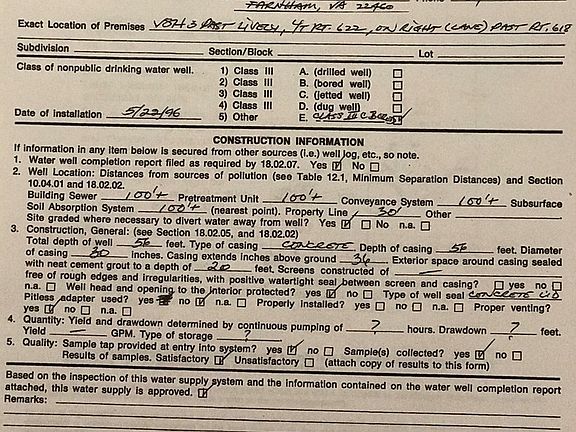 FARNHAM, VA 22460
Exact Location of Premises VSH 3 PAST LIVELY, 4/T RT. 622, ON RIGHT (LANE) PAST RT. 618
Subdivision Section/Block Lot
Class of nonpublic drinking water well. 1) Class III A. (drilled well) ☐
2) Class III B. (bored well) ☐
3) Class III C. (jetted well) ☐
4) Class III D. (dug well) ☐
Date of installation 5/22/96 5) Other E. CLASS III C BORED ☑
CONSTRUCTION INFORMATION
If information in any item below is secured from other sources (i.e.) well log, etc., so note.
1. Water well completion report filed as required by 18.02.07. Yes ☑ No ☐
2. Well Location: Distances from sources of pollution (see Table 12.1, Minimum Separation Distances) and Section
10.04.01 and 18.02.02.
Building Sewer 100'+ Pretreatment Unit 100'+ Conveyance System 100'+ Subsurface
Soil Absorption System 100'+ (nearest point). Property Line 30' Other
Site graded where necessary to divert water away from well? Yes ☑ No n.a. ☐
3. Construction, General: (see Section 18.02.05, and 18.02.02)
Total depth of well 56 feet. Type of casing CONCRETE Depth of casing 56 feet. Diameter
of casing 30 inches. Casing extends inches above ground 36 Exterior space around casing sealed
with neat cement grout to a depth of 20 feet. Screens constructed of —
free of rough edges and irregularities, with positive watertight seal between screen and casing? ☐ yes no ☐
n.a. ☐ Well head and opening to the Interior protected? yes ☑ no ☐ Type of well seal CONCRETE LID
Pitless adapter used? yes no ☑ n.a. ☐ Properly Installed? yes ☐ no ☐ n.a. ☐ Proper venting?
yes ☑ no ☐ n.a. ☐
4. Quantity: Yield and drawdown determined by continuous pumping of ? hours. Drawdown ? feet.
Yield — GPM. Type of storage ?
5. Quality: Sample tap provided at entry into system? yes ☑ no ☐ Sample(s) collected? yes ☑ no ☐
Results of samples. Satisfactory ☑ Unsatisfactory ☐ (attach copy of results to this form)
Based on the inspection of this water supply system and the information contained on the water well completion report
attached, this water supply is approved. ☑
Remarks: